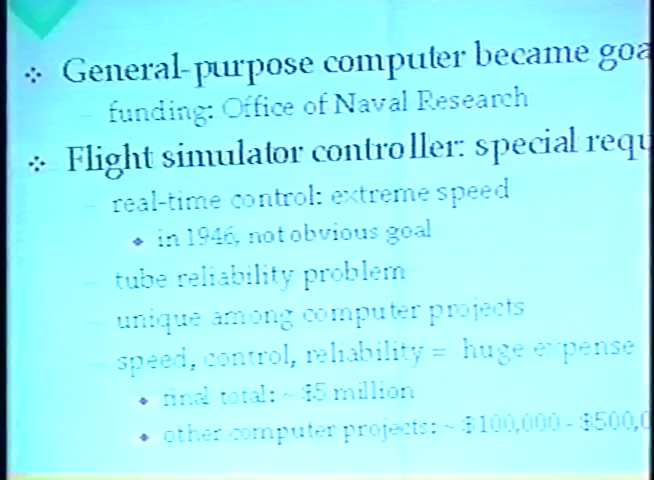 General-purpose computer became goa
funding: Office of Naval Research
Flight simulator controller: special requ
real-time control: extreme speed
in 1946, not obvious goal
tube reliability problem
unique among computer projects
speed, control, reliability = huge expense
final total: ~ $5 million
other computer projects: ~ $100,000 - $500,0